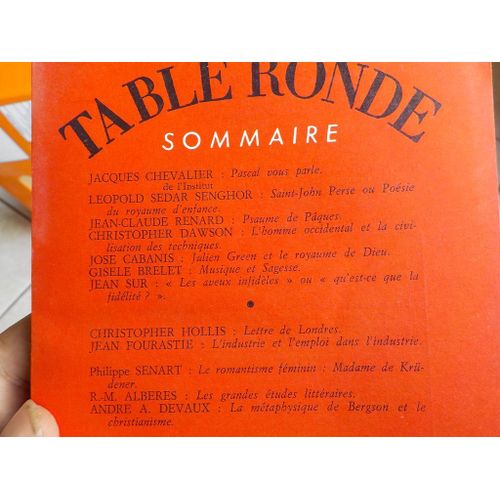 TABLE RONDE
SOMMAIRE
JACQUES CHEVALIER : Pascal vous parle.
de l'Institut
LEOPOLD SEDAR SENGHOR : Saint-John Perse ou Poésie
du royaume d'enfance.
JEAN-CLAUDE RENARD : Psaume de Pâques.
CHRISTOPHER DAWSON : L'homme occidental et la civi-
lisation des techniques.
JOSE CABANIS : Julien Green et le royaume de Dieu.
GISELE BRELET : Musique et Sagesse.
JEAN SUR : « Les aveux infidèles » ou « qu'est-ce que la
fidélité ? ».
CHRISTOPHER HOLLIS : Lettre de Londres.
JEAN FOURASTIE : L'industrie et l'emploi dans l'industrie.
Philippe SENART : Le romantisme féminin : Madame de Krü-
dener.
R.-M. ALBERES : Les grandes études littéraires.
ANDRE A. DEVAUX : La métaphysique de Bergson et le
christianisme.